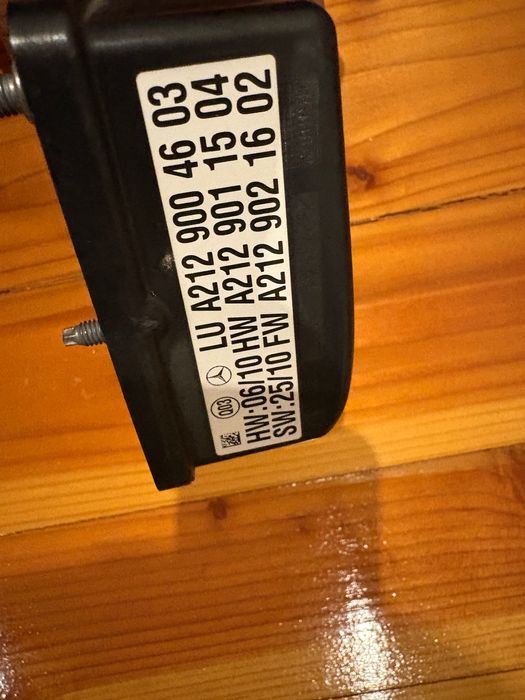 Q03 LU A212 900 46 03
HW:06/10 HW A212 901 15 04
SW:25/10 FW A212 902 16 02